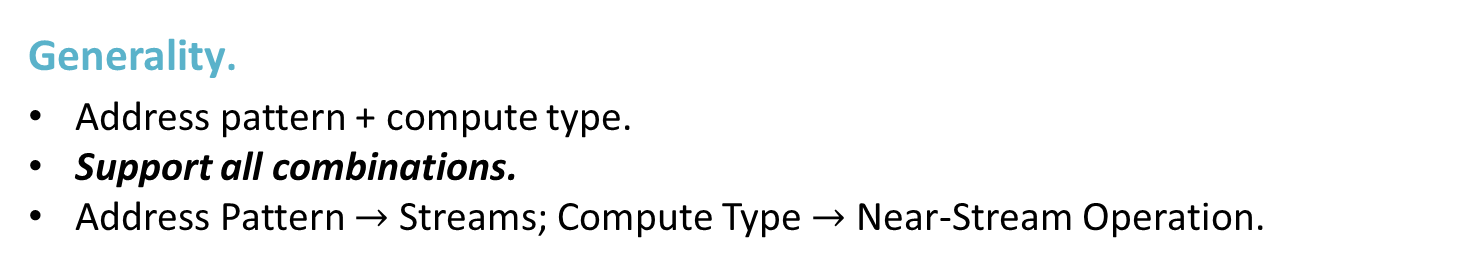 Generality.
• Address pattern + compute type.
• Support all combinations.
• Address Pattern → Streams; Compute Type → Near-Stream Operation.